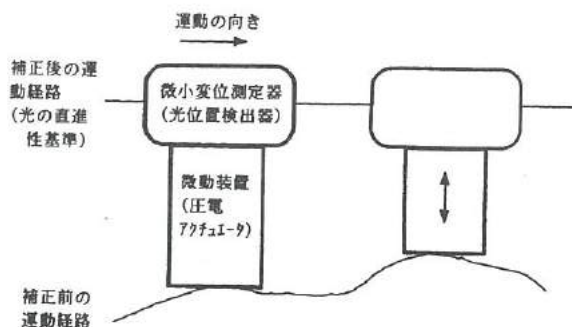 運動の向き
補正後の運
動経路
(光の直進
性基準)
微小変位測定器
(光位置検出器)
微動装置
(圧電
アクチュエータ)
補正前の
運動経路